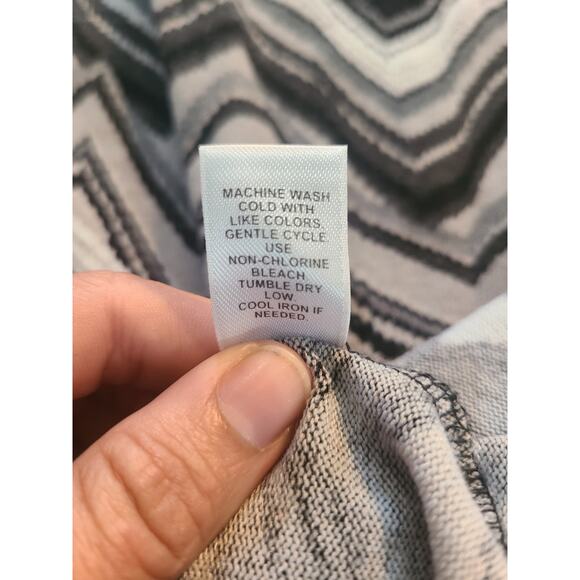 MACHINE WASH
COLD WITH
LIKE COLORS,
GENTLE CYCLE.
USE
NON-CHLORINE
BLEACH
TUMBLE DRY
LOW.
COOL IRON IF
NEEDED.